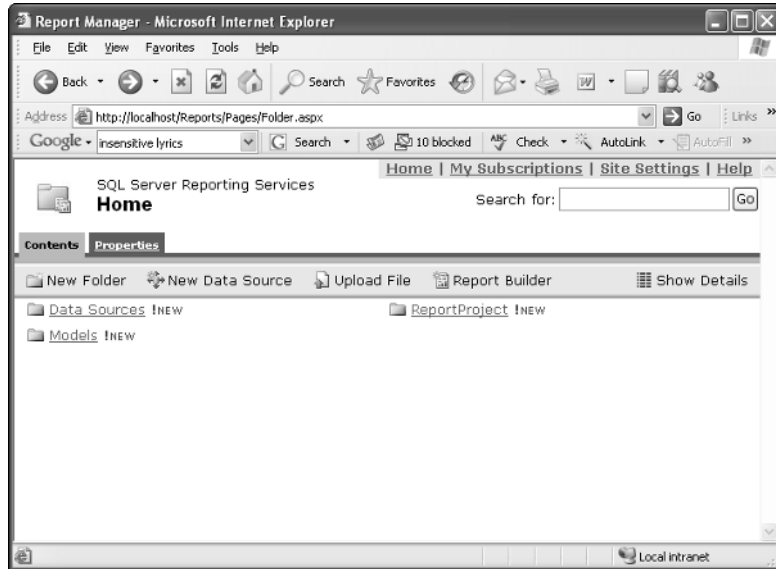 Report Manager - Microsoft Internet Explorer
File Edit View Favorites Tools Help
Back Search Favorites
Address http://localhost/Reports/Pages/Folder.aspx Go Links »
Google insensitive lyrics Search 10 blocked ABC Check AutoLink AutoFill »
Home | My Subscriptions | Site Settings | Help
SQL Server Reporting Services
Home Search for: Go
Contents Properties
New Folder New Data Source Upload File Report Builder Show Details
Data Sources !NEW ReportProject !NEW
Models !NEW
Local intranet